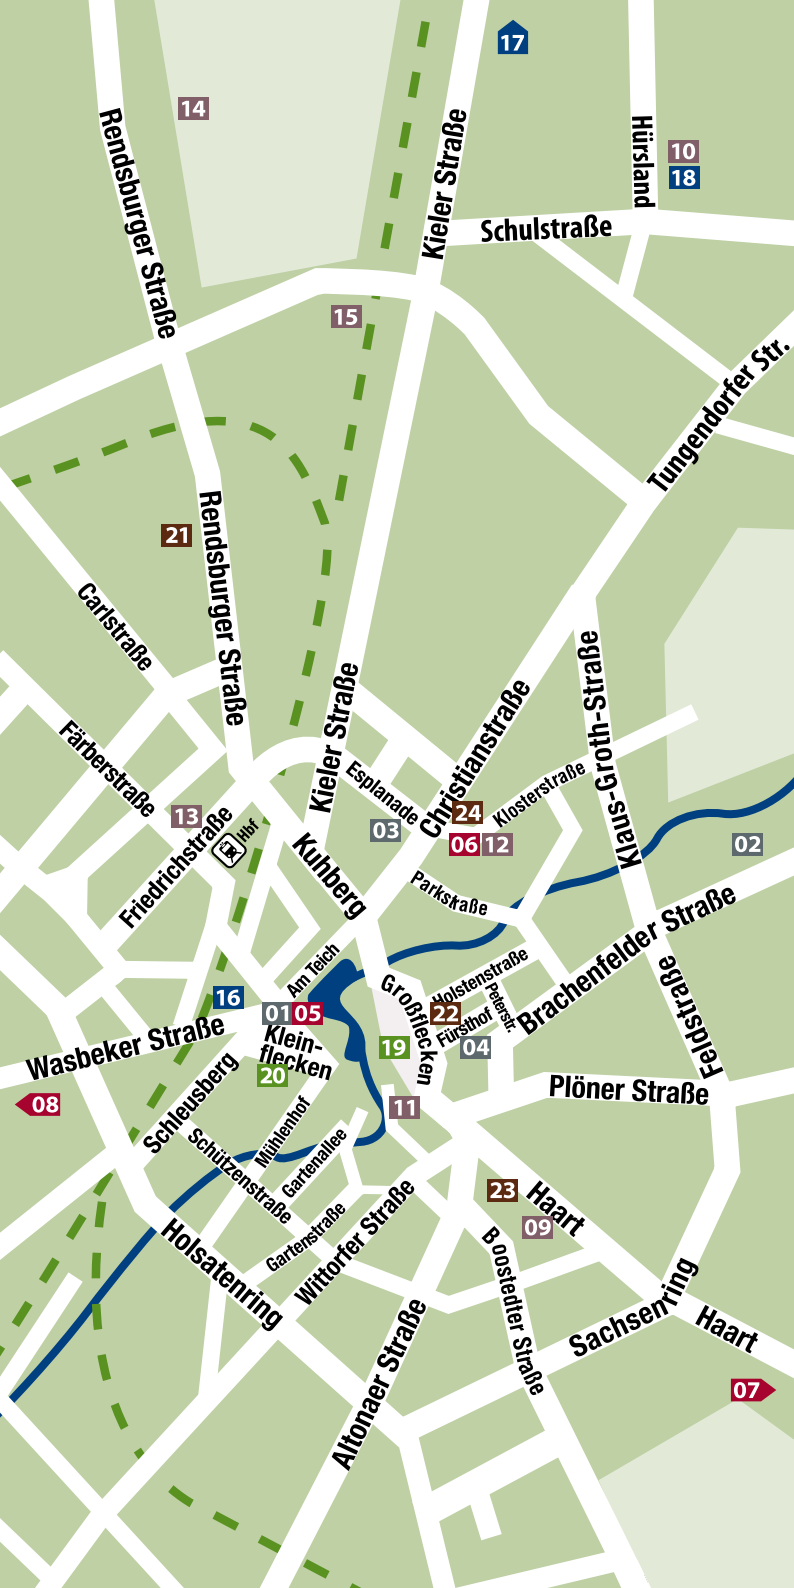 17
14
Rendsburger Straße
Kieler Straße
Hürsland
10
18
Schulstraße
15
Tungendorfer Str.
21
Rendsburger Straße
Carlstraße
Färberstraße
Kieler Straße
Christianstraße
Klaus-Groth-Straße
Esplanade
Klosterstraße
24
03
06
12
02
13
Friedrichstraße
Hbf
Kuhberg
Parkstraße
Brachenfelder Straße
Am Teich
Großflecken
Holstenstraße
Peterstr.
Feldstraße
16
01
05
22
Fürsthof
Wasbeker Straße
Klein-
flecken
19
04
20
08
Schleusberg
11
Plöner Straße
Mühlenhof
Gartenallee
Schützenstraße
23
Haart
09
Gartenstraße
Wittorfer Straße
Holsatenring
Boostedter Straße
Altonaer Straße
Sachsenring
Haart
07